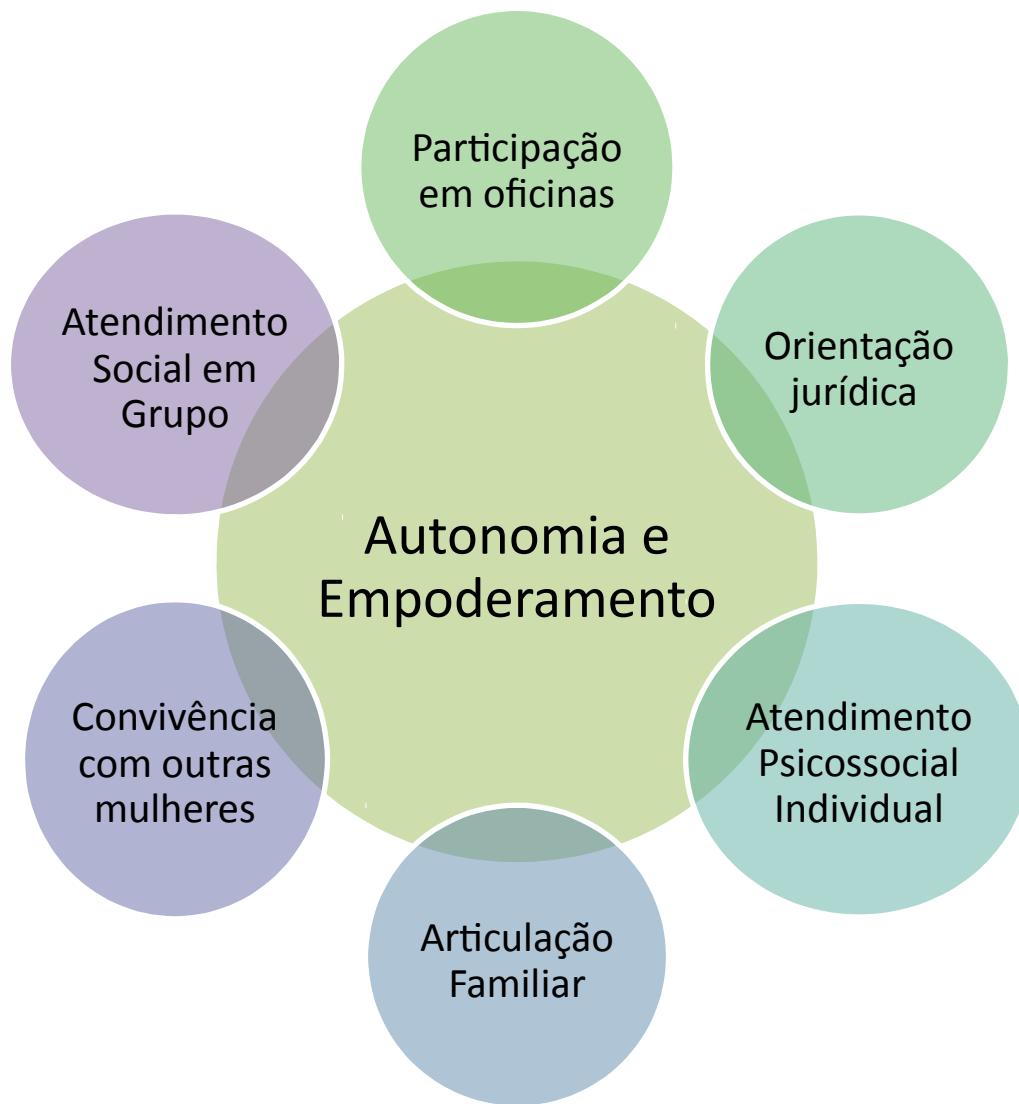 Participação
em oficinas
Orientação
jurídica
Atendimento
Psicossocial
Individual
Articulação
Familiar
Convivência
com outras
mulheres
Atendimento
Social em
Grupo
Autonomia e
Empoderamento